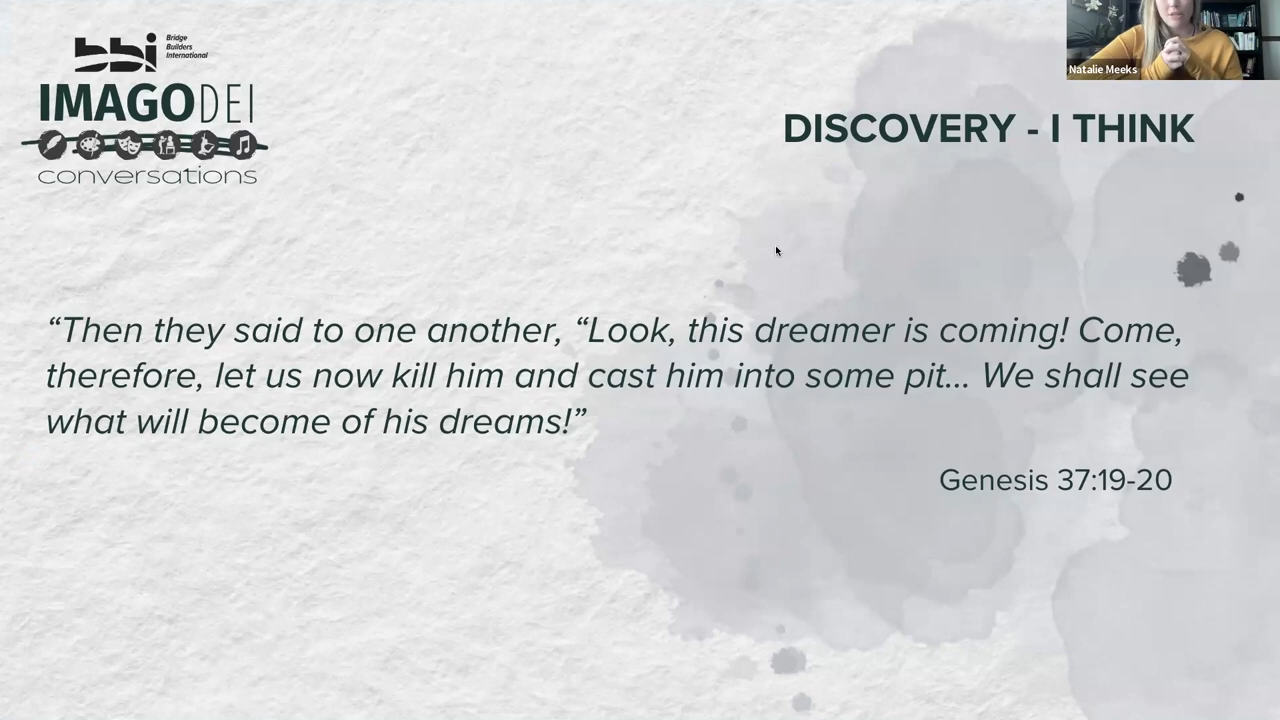 bbi
Bridge
Builders
International
IMAGODEI
conversations
Natalie Meeks
DISCOVERY - I THINK
“Then they said to one another, “Look, this dreamer is coming! Come,
therefore, let us now kill him and cast him into some pit... We shall see
what will become of his dreams!”
Genesis 37:19-20